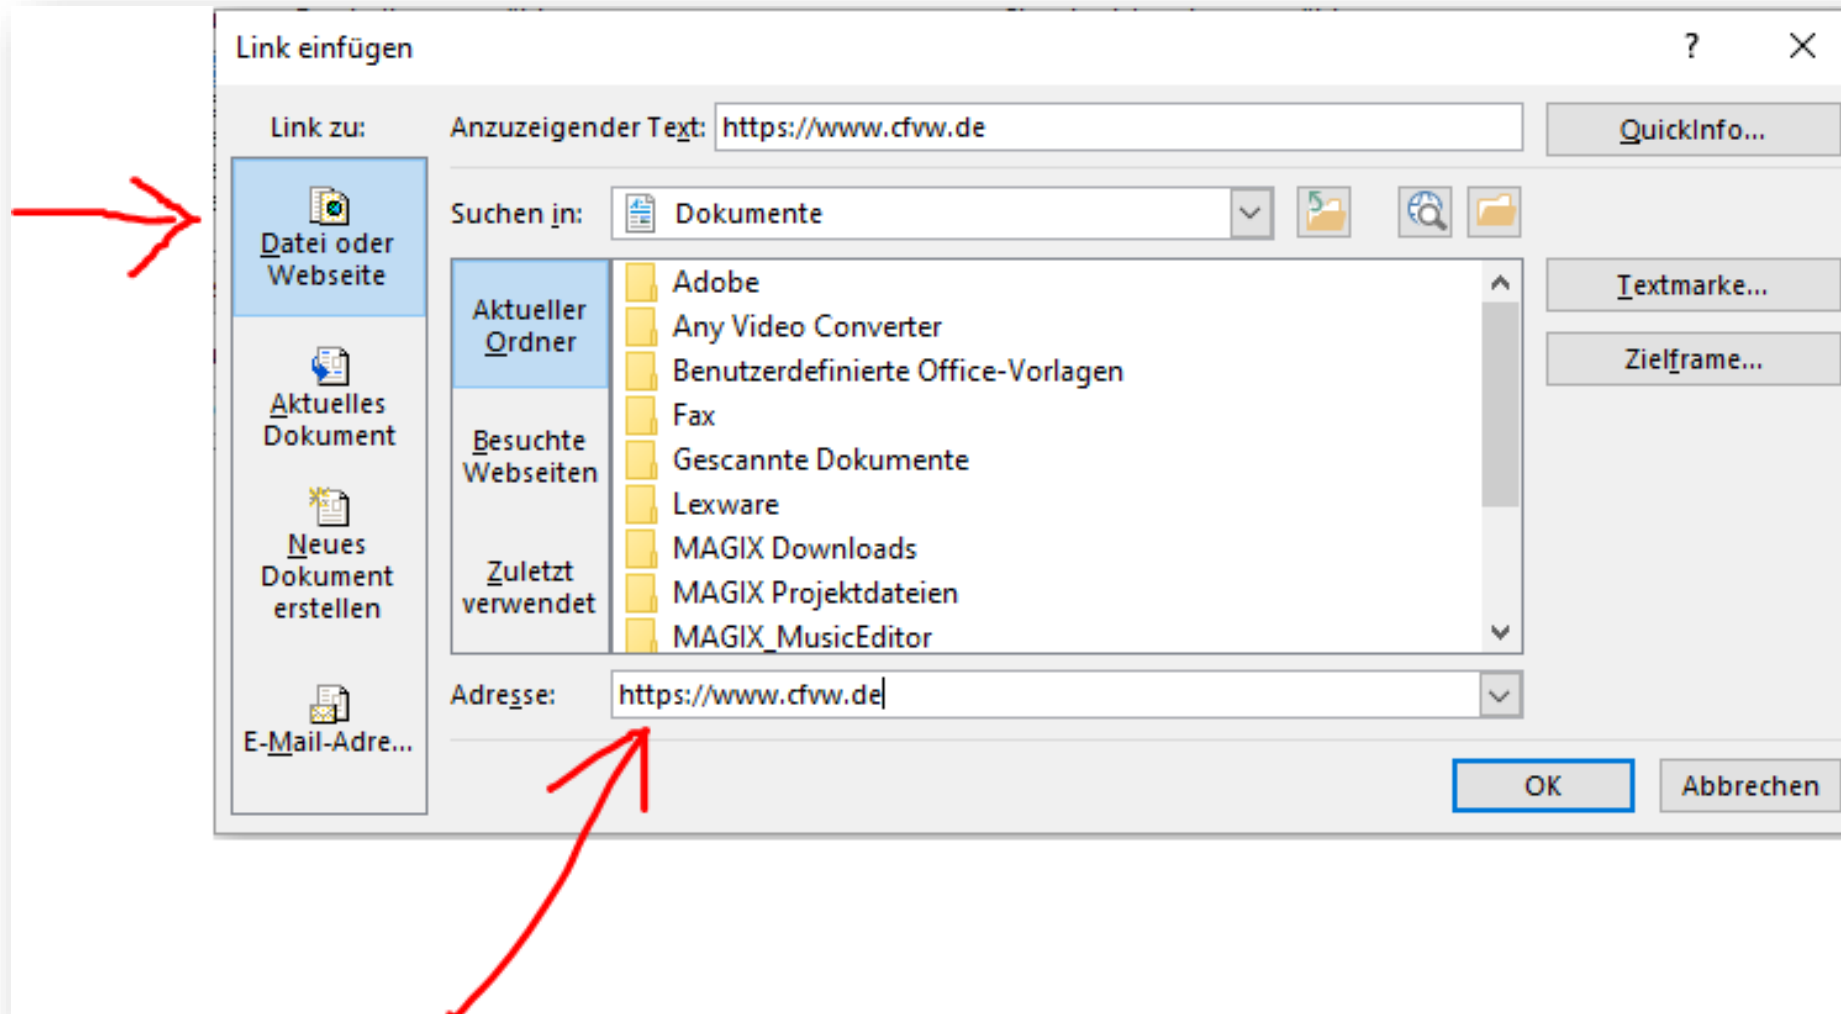 Link einfügen
?
Link zu:
Anzuzeigender Text: https://www.cfvw.de
QuickInfo...
Datei oder
Webseite
Suchen in: Dokumente
Aktueller
Ordner
Adobe
Any Video Converter
Benutzerdefinierte Office-Vorlagen
Fax
Gescannte Dokumente
Lexware
MAGIX Downloads
MAGIX Projektdateien
MAGIX_MusicEditor
Textmarke...
Zielframe...
Aktuelles
Dokument
Besuchte
Webseiten
Neues
Dokument
erstellen
Zuletzt
verwendet
E-Mail-Adre...
Adresse: https://www.cfvw.de
OK
Abbrechen